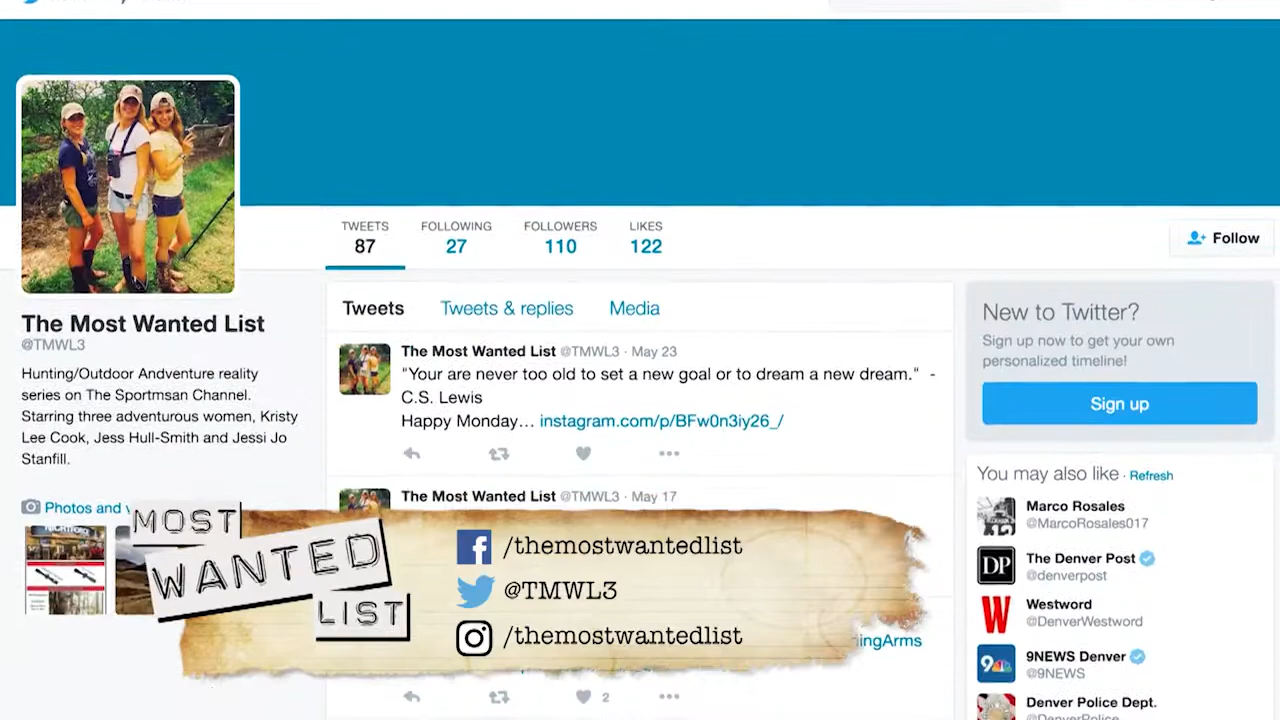 TWEETS
87
FOLLOWING
27
FOLLOWERS
110
LIKES
122
Follow
The Most Wanted List
@TMWL3
Hunting/Outdoor Andventure reality
series on The Sportsman Channel.
Starring three adventurous women, Kristy
Lee Cook, Jess Hull-Smith and Jessi Jo
Stanfill.
Photos and
Tweets
Tweets & replies
Media
The Most Wanted List @TMWL3 · May 23
"Your are never too old to set a new goal or to dream a new dream." -
C.S. Lewis
Happy Monday… instagram.com/p/BFw0n3iy26_/
The Most Wanted List @TMWL3 · May 17
ingArms
2
New to Twitter?
Sign up now to get your own
personalized timeline!
Sign up
You may also like · Refresh
Marco Rosales
@MarcoRosales017
DP
The Denver Post
@denverpost
W
Westword
@DenverWestword
9
9NEWS Denver
@9NEWS
Denver Police Dept.
@DenverPolice
MOST
WANTED
LIST
/themostwantedlist
@TMWL3
/themostwantedlist